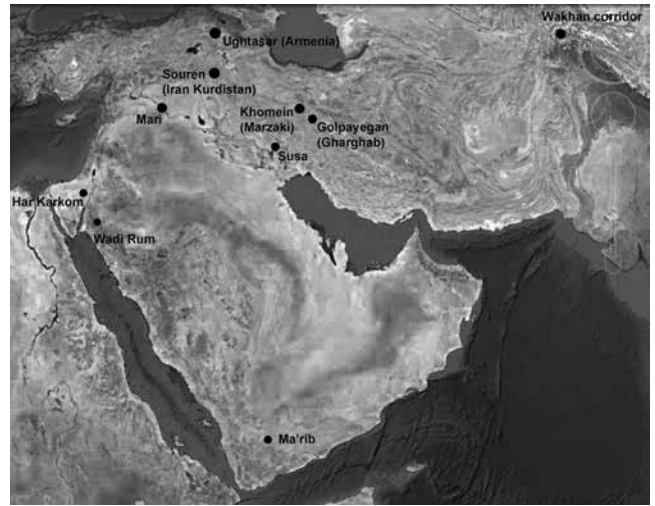 Wakhan corridor
Ughtasar (Armenia)
Souren
(Iran Kurdistan)
Mari
Khomein
(Marzaki)
Golpayegan
(Gharghab)
Susa
Har Karkom
Wadi Rum
Ma'rib